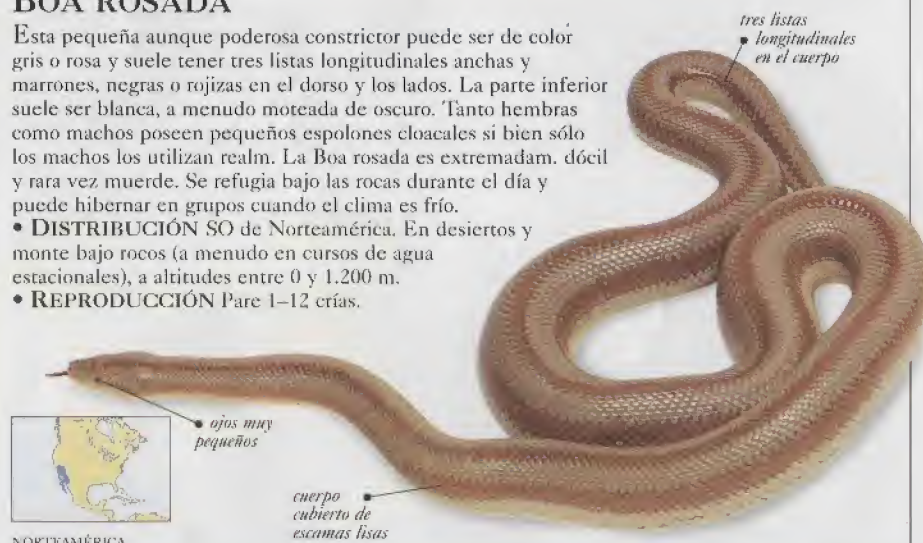 BOA ROSADA
Esta pequeña aunque poderosa constrictor puede ser de color
gris o rosa y suele tener tres listas longitudinales anchas y
marrones, negras o rojizas en el dorso y los lados. La parte inferior
suele ser blanca, a menudo moteada de oscuro. Tanto hembras
como machos poseen pequeños espolones cloacales si bien sólo
los machos los utilizan realm. La Boa rosada es extremadam. dócil
y rara vez muerde. Se refugia bajo las rocas durante el día y
puede hibernar en grupos cuando el clima es frío.
• DISTRIBUCIÓN SO de Norteamérica. En desiertos y
monte bajo rocos (a menudo en cursos de agua
estacionales), a altitudes entre 0 y 1.200 m.
• REPRODUCCIÓN Pare 1–12 crías.
tres listas
longitudinales
en el cuerpo
ojos muy
pequeños
cuerpo
cubierto de
escamas lisas
NORTEAMÉRICA